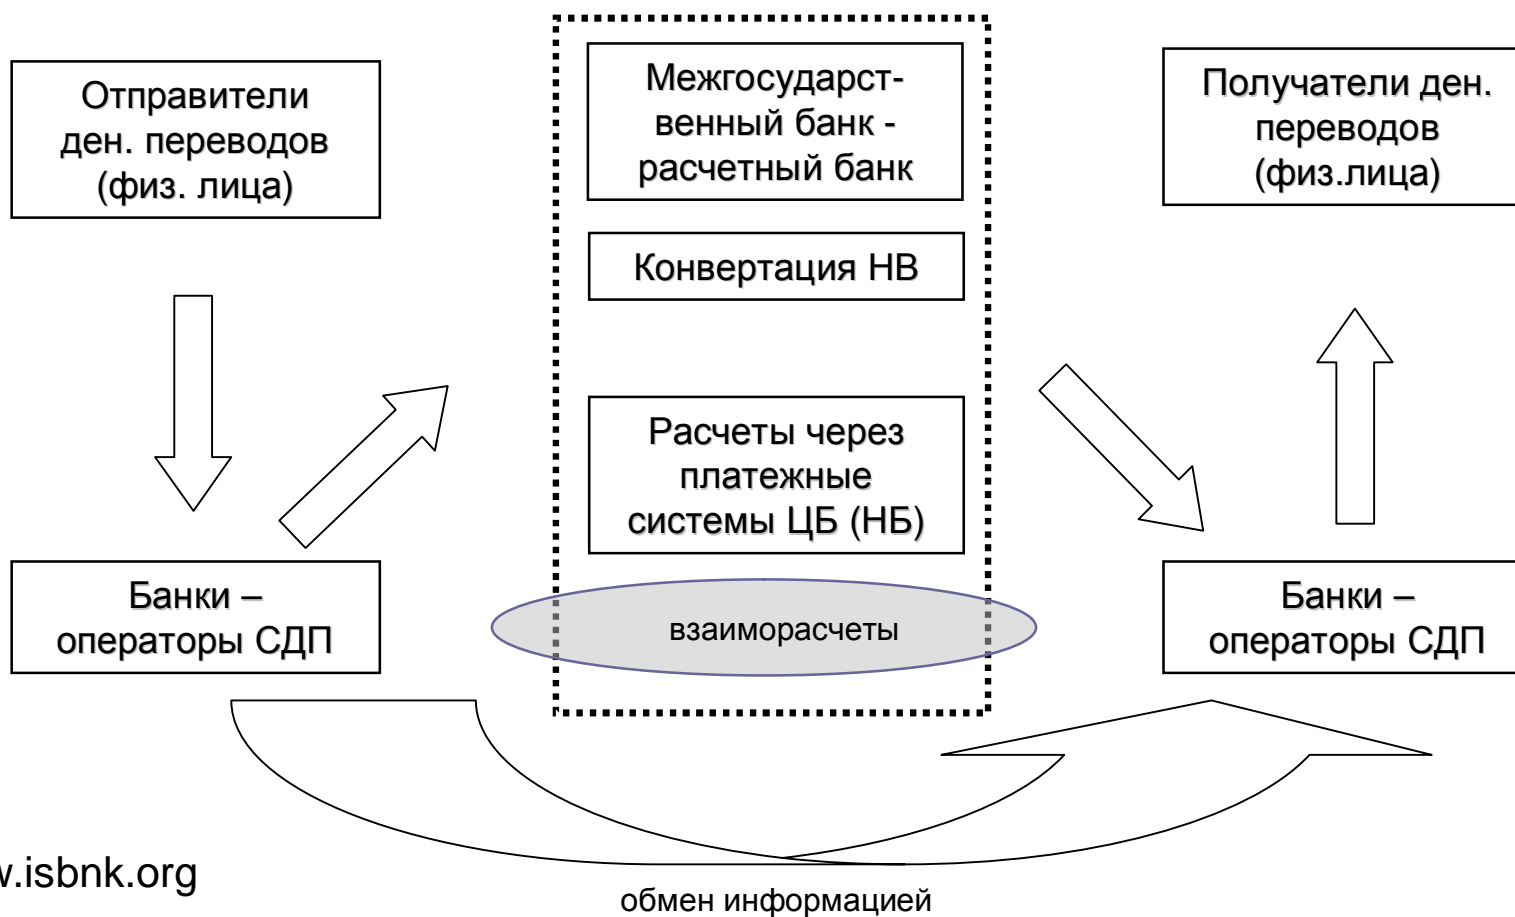 Отправители
ден. переводов
(физ. лица)
Межгосударст-
венный банк -
расчетный банк
Получатели ден.
переводов
(физ.лица)
Конвертация НВ
Расчеты через
платежные
системы ЦБ (НБ)
Банки –
операторы СДП
взаиморасчеты
Банки –
операторы СДП
w.isbnk.org
обмен информацией